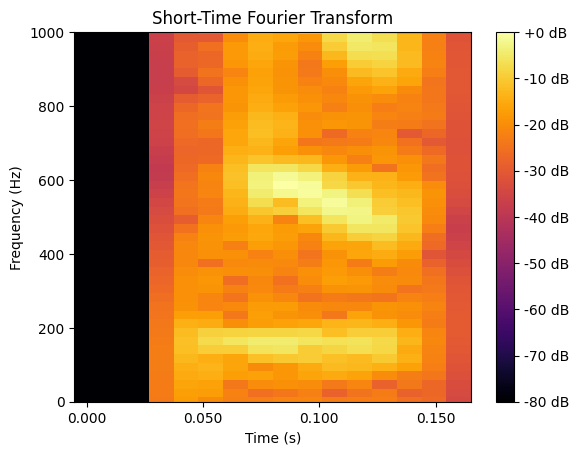 Short-Time Fourier Transform
1000
800
600
400
200
0
Frequency (Hz)
0.000
0.050
0.100
0.150
Time (s)
+0 dB
-10 dB
-20 dB
-30 dB
-40 dB
-50 dB
-60 dB
-70 dB
-80 dB